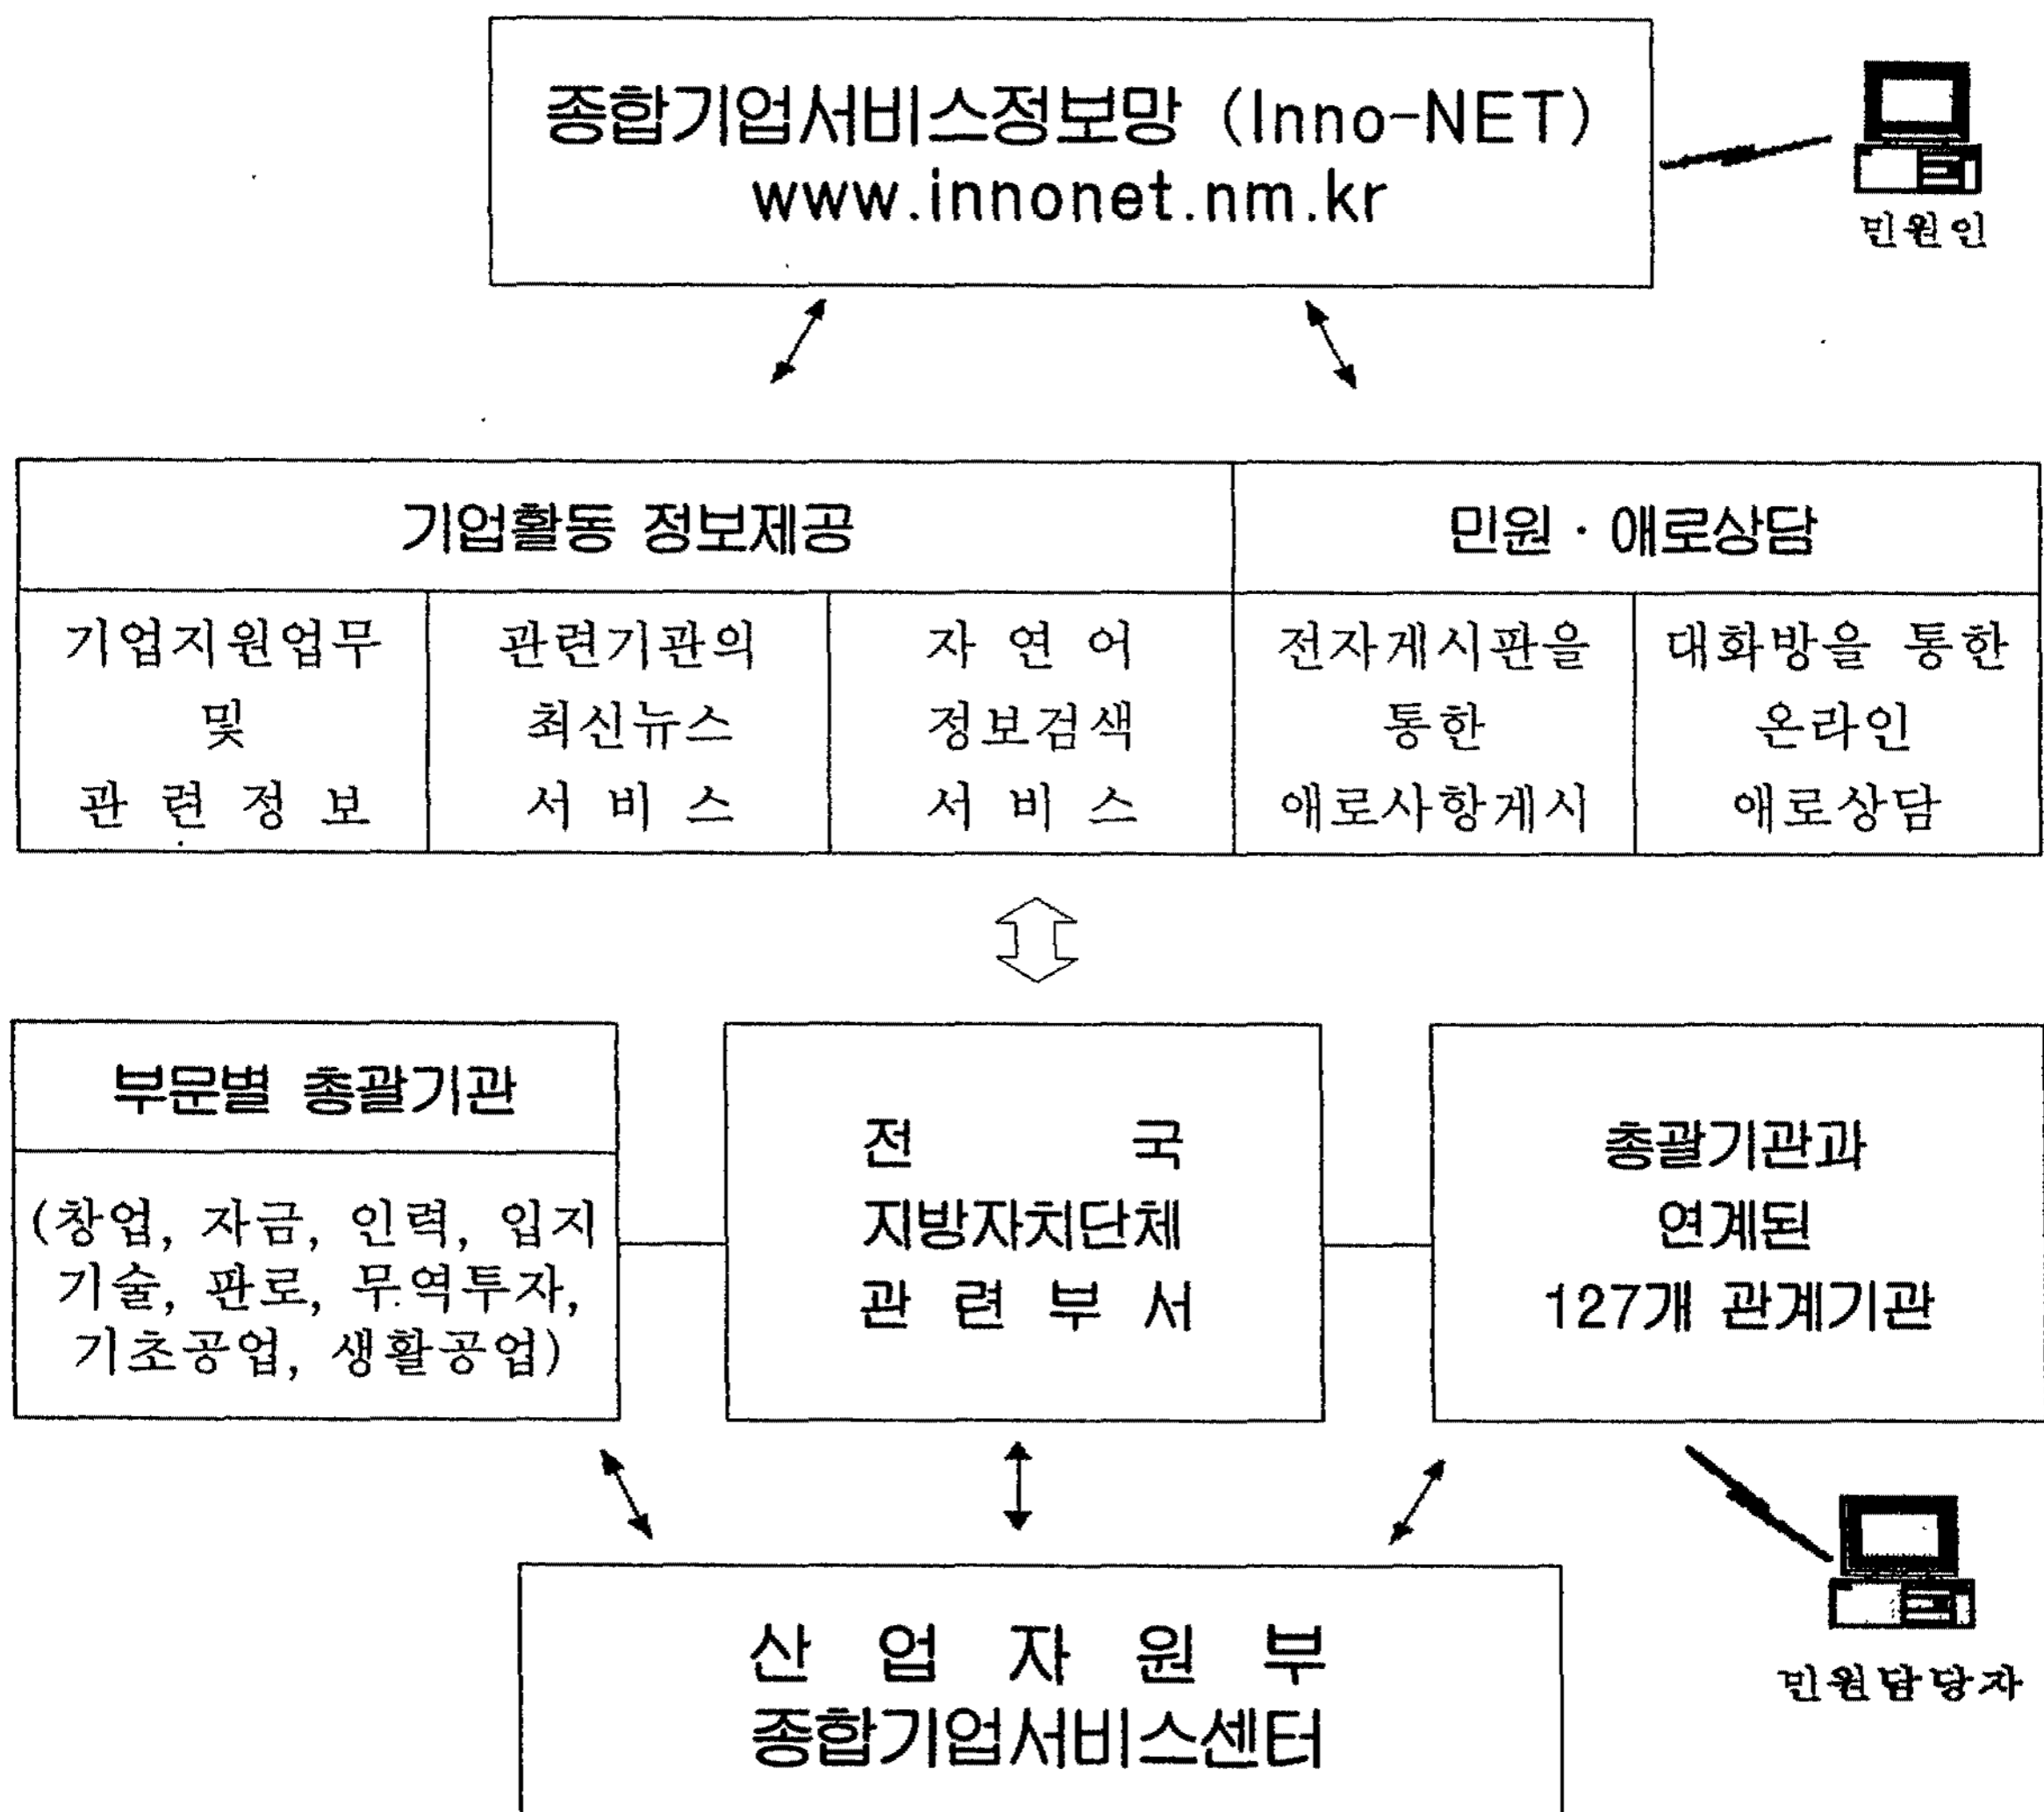 종합기업서비스정보망 (Inno-NET)
www.innonet.nm.kr
민원인
기업활동 정보제공
민원 · 애로상담
기업지원업무
및
관 련 정 보
관련기관의
최신뉴스
서 비 스
자 연 어
정보검색
서 비 스
전자게시판을
통한
애로사항게시
대화방을 통한
온라인
애로상담
부문별 총괄기관
(창업, 자금, 인력, 입지
기술, 판로, 무역투자,
기초공업, 생활공업)
전 국
지방자치단체
관 련 부 서
총괄기관과
연계된
127개 관계기관
산 업 자 원 부
종합기업서비스센터
민원담당자